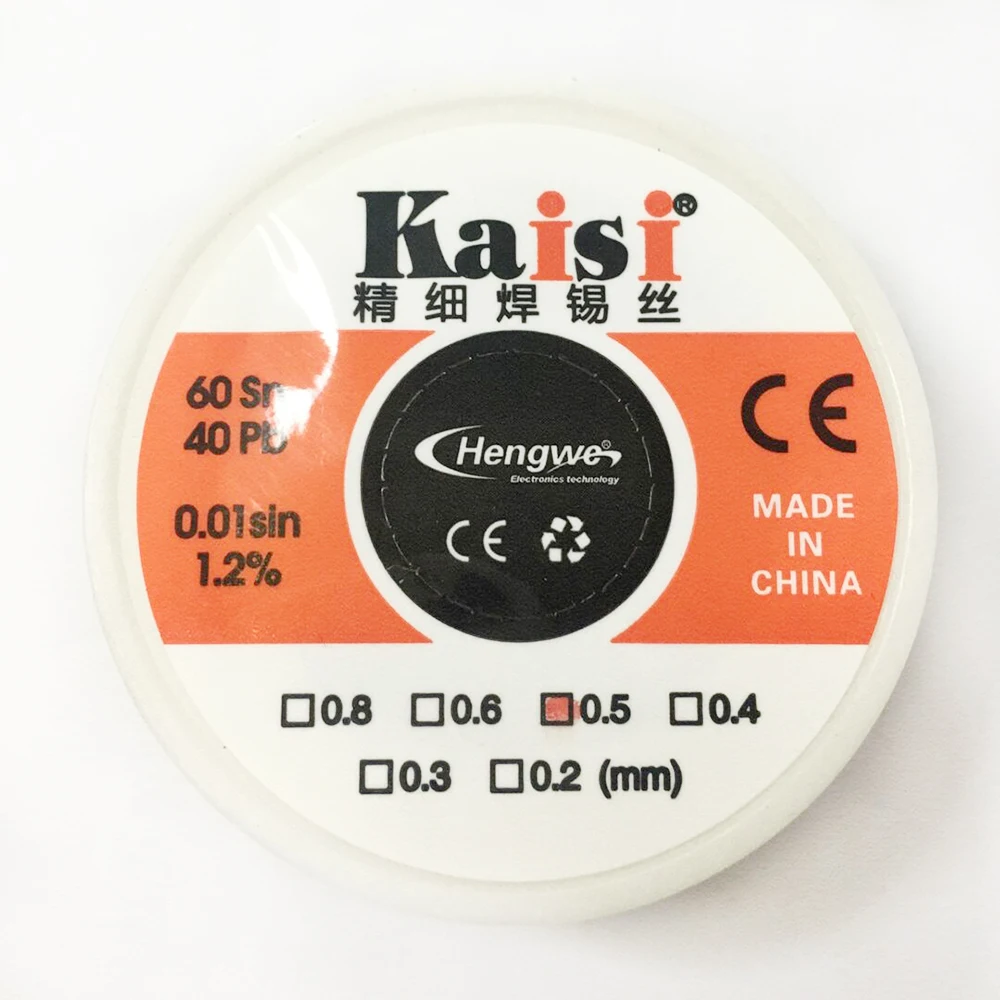 Kaisi®
精细焊锡丝
60 Sn
40 Pb
0.01sin
1.2%
Hengwei®
Electronics technology
CE
CE
MADE
IN
CHINA
0.8 0.6 0.5 0.4
0.3 0.2 (mm)